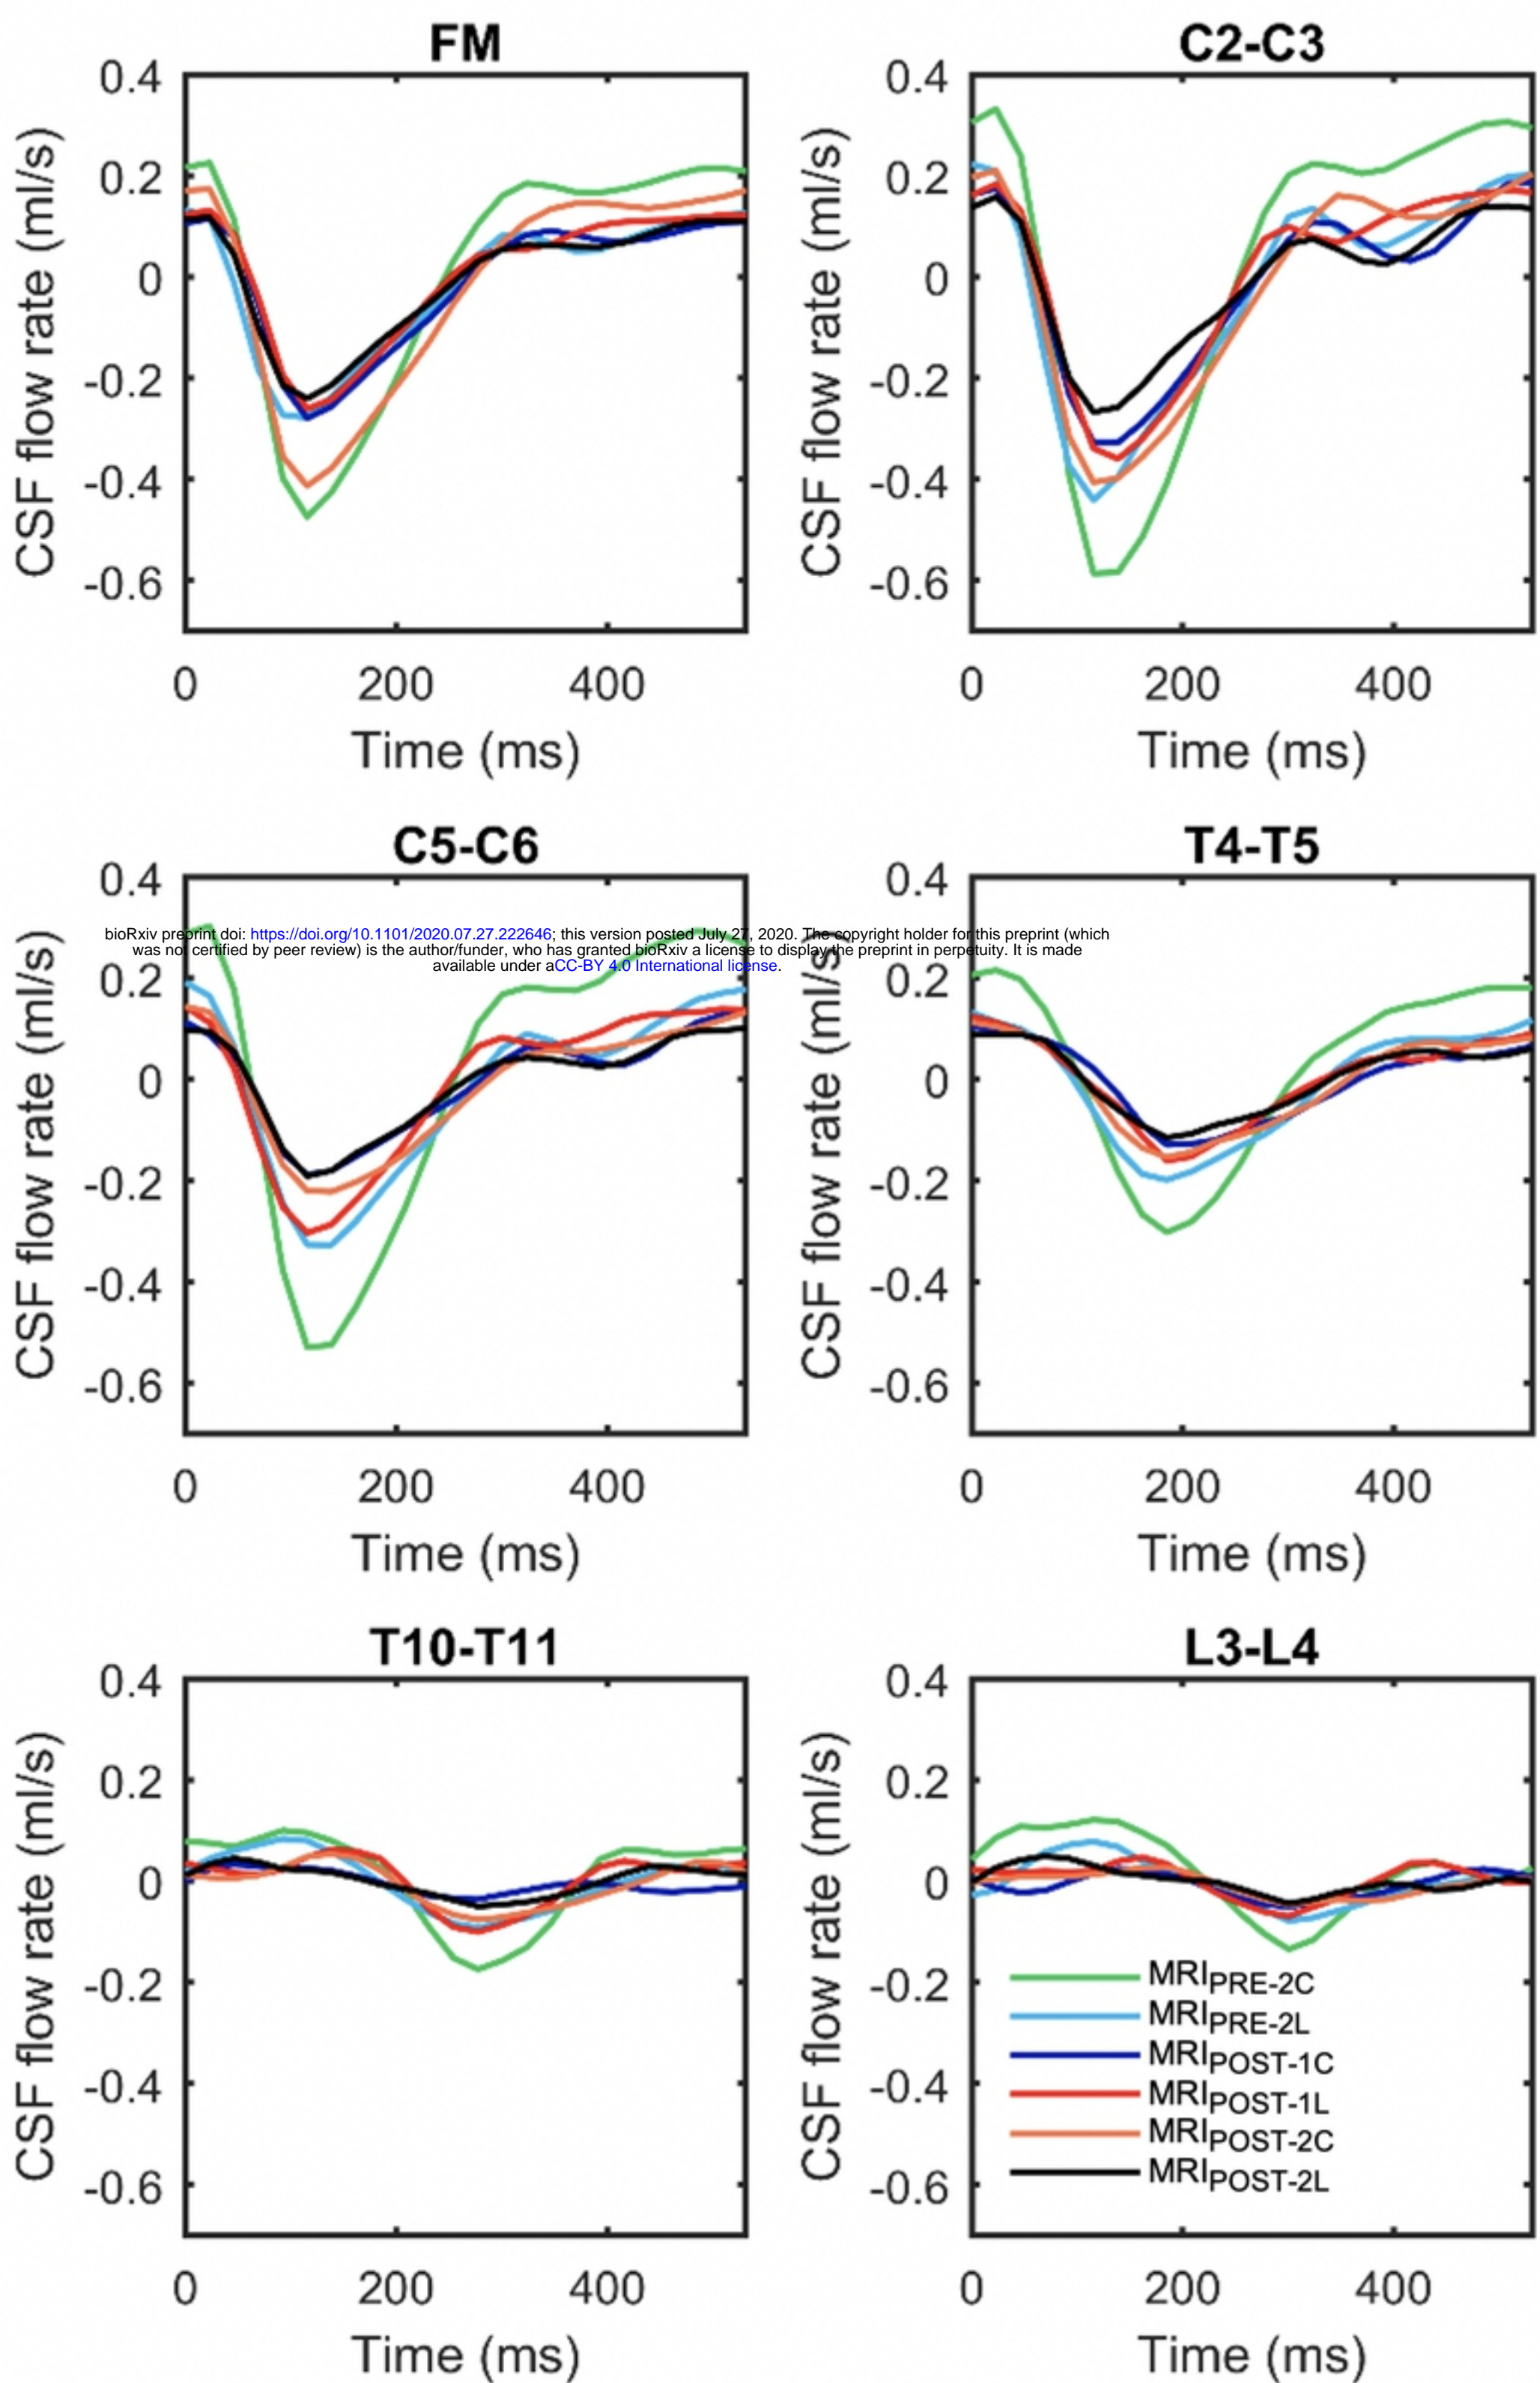 FM
0.4
0.2
0
-0.2
-0.4
-0.6
CSF flow rate (ml/s)
0 200 400
Time (ms)
C2-C3
0.4
0.2
0
-0.2
-0.4
-0.6
CSF flow rate (ml/s)
0 200 400
Time (ms)
bioRxiv preprint doi: https://doi.org/10.1101/2020.07.27.222646; this version posted July 27, 2020. The copyright holder for this preprint (which
was not certified by peer review) is the author/funder, who has granted bioRxiv a license to display the preprint in perpetuity. It is made
available under aCC-BY 4.0 International license.
C5-C6
0.4
0.2
0
-0.2
-0.4
-0.6
CSF flow rate (ml/s)
0 200 400
Time (ms)
T4-T5
0.4
0.2
0
-0.2
-0.4
-0.6
CSF flow rate (ml/s)
0 200 400
Time (ms)
T10-T11
0.4
0.2
0
-0.2
-0.4
-0.6
CSF flow rate (ml/s)
0 200 400
Time (ms)
L3-L4
0.4
0.2
0
-0.2
-0.4
-0.6
CSF flow rate (ml/s)
MRIPRE-2C
MRIPRE-2L
MRIPOST-1C
MRIPOST-1L
MRIPOST-2C
MRIPOST-2L
0 200 400
Time (ms)